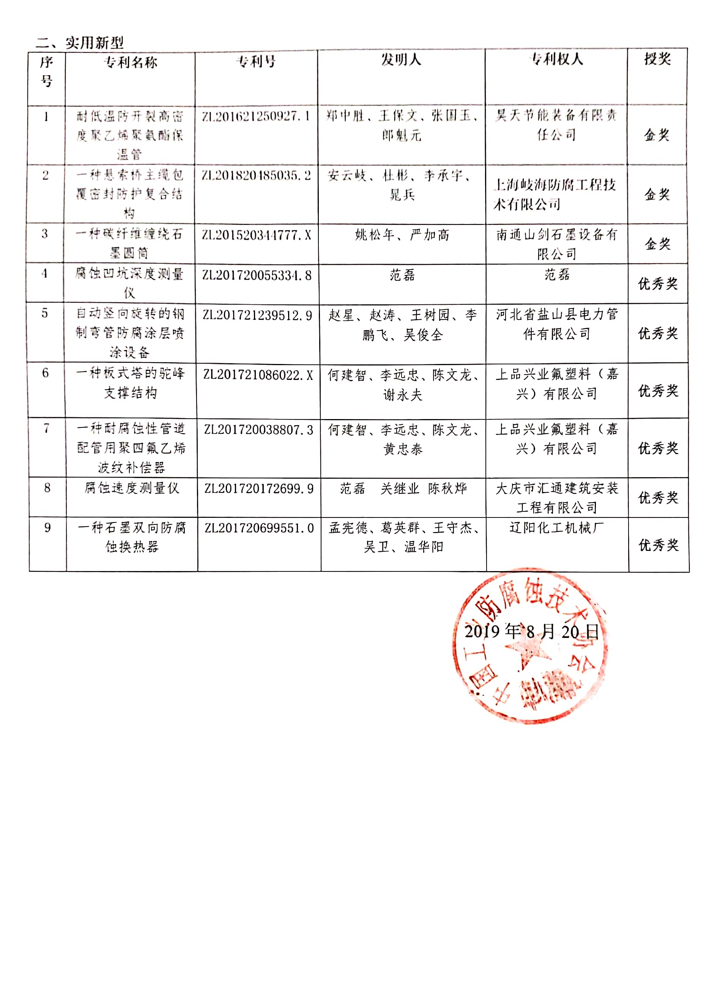 二、实用新型
序号 专利名称 专利号 发明人 专利权人 授奖
1 耐低温防开裂高密度聚乙烯聚氨酯保温管 ZL201621250927.1 郑中胜、王保文、张国玉、郎魁元 昊天节能装备有限责任公司 金奖
2 一种悬索桥主缆包覆密封防护复合结构 ZL201820485035.2 安云岐、杜彬、李承宇、晁兵 上海岐海防腐工程技术有限公司 金奖
3 一种碳纤维缠绕石墨圆筒 ZL201520344777.X 姚松年、严加高 南通山剑石墨设备有限公司 金奖
4 腐蚀凹坑深度测量仪 ZL201720055334.8 范磊 范磊 优秀奖
5 自动竖向旋转的钢制弯管防腐涂层喷涂设备 ZL201721239512.9 赵星、赵涛、王树园、李鹏飞、吴俊全 河北省盐山县电力管件有限公司 优秀奖
6 一种板式塔的驼峰支撑结构 ZL201721086022.X 何建智、李远忠、陈文龙、谢永夫 上品兴业氟塑料（嘉兴）有限公司 优秀奖
7 一种耐腐蚀性管道配管用聚四氟乙烯波纹补偿器 ZL201720038807.3 何建智、李远忠、陈文龙、黄忠泰 上品兴业氟塑料（嘉兴）有限公司 优秀奖
8 腐蚀速度测量仪 ZL201720172699.9 范磊 关继业 陈秋烨 大庆市汇通建筑安装工程有限公司 优秀奖
9 一种石墨双向防腐蚀换热器 ZL201720699551.0 孟宪德、葛英群、王守杰、吴卫、温华阳 辽阳化工机械厂 优秀奖
中国工业防腐蚀技术协会
2019 年 8 月 20 日